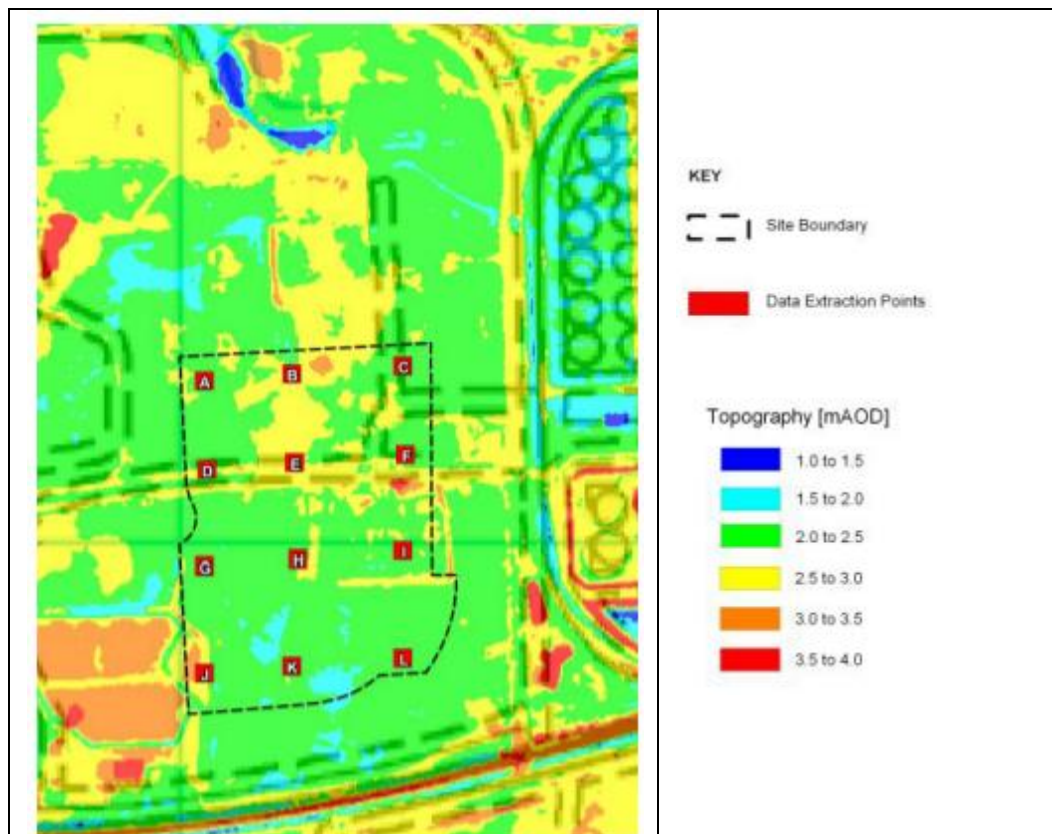 A
B
C
D
E
F
G
H
I
J
K
L
KEY
Site Boundary
Data Extraction Points
Topography [mAOD]
1.0 to 1.5
1.5 to 2.0
2.0 to 2.5
2.5 to 3.0
3.0 to 3.5
3.5 to 4.0